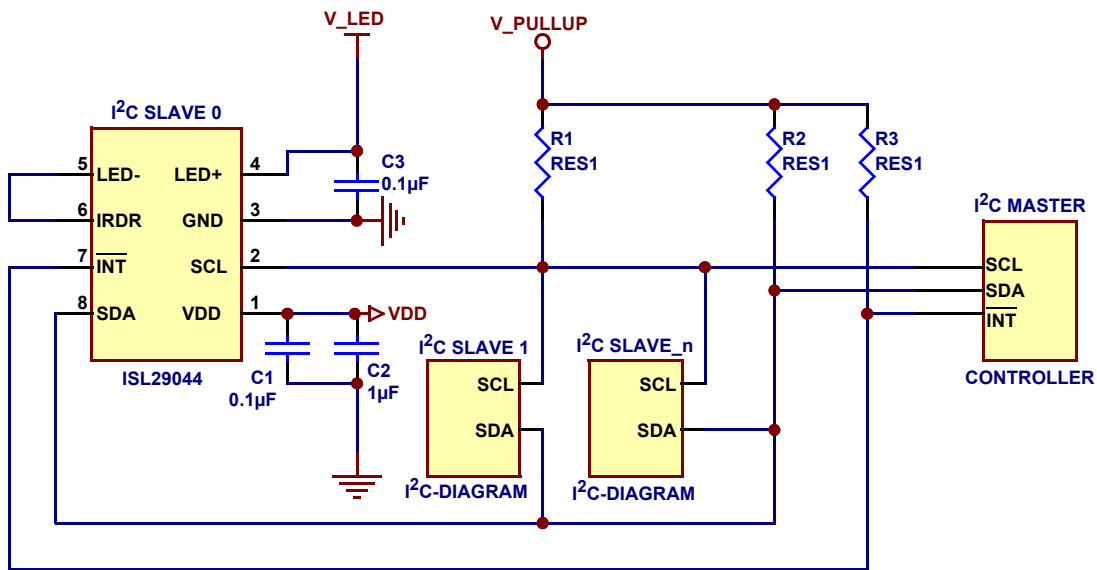 V_LED
V_PULLUP
I²C SLAVE 0
5 LED- LED+ 4
6 IRDR GND 3
7 INT SCL 2
8 SDA VDD 1
ISL29044
C3
0.1µF
VDD
C1
0.1µF
C2
1µF
R1
RES1
R2
RES1
R3
RES1
I²C SLAVE 1
SCL
SDA
I²C-DIAGRAM
I²C SLAVE_n
SCL
SDA
I²C-DIAGRAM
I²C MASTER
SCL
SDA
INT
CONTROLLER